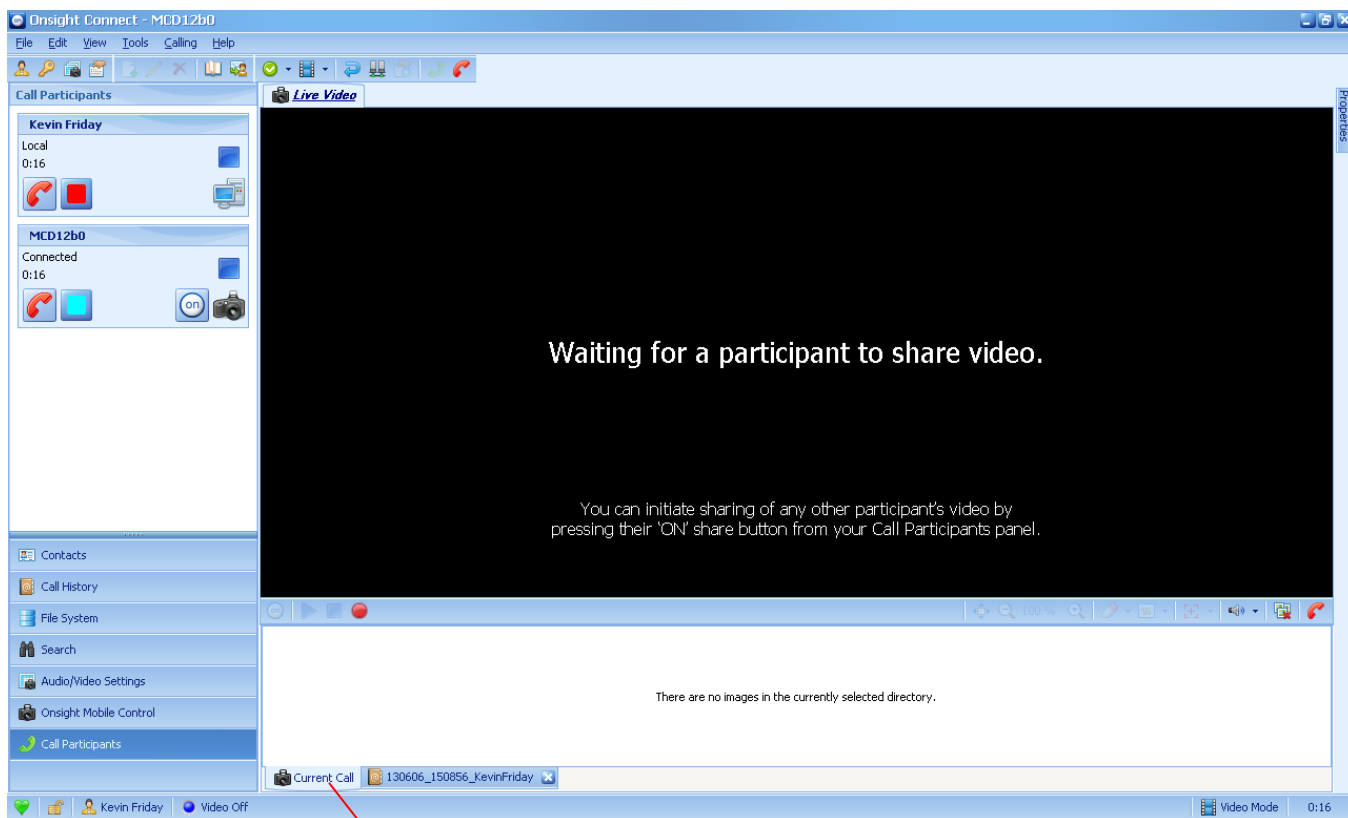 Onsight Connect - MCD12b0
File Edit View Tools Calling Help
Call Participants
Live Video
Properties
Kevin Friday
Local
0:16
MCD12b0
Connected
0:16
on
Waiting for a participant to share video.
You can initiate sharing of any other participant's video by
pressing their 'ON' share button from your Call Participants panel.
Contacts
Call History
File System
Search
Audio/Video Settings
Onsight Mobile Control
Call Participants
100 %
There are no images in the currently selected directory.
Current Call 130606_150856_KevinFriday
Kevin Friday Video Off Video Mode 0:16